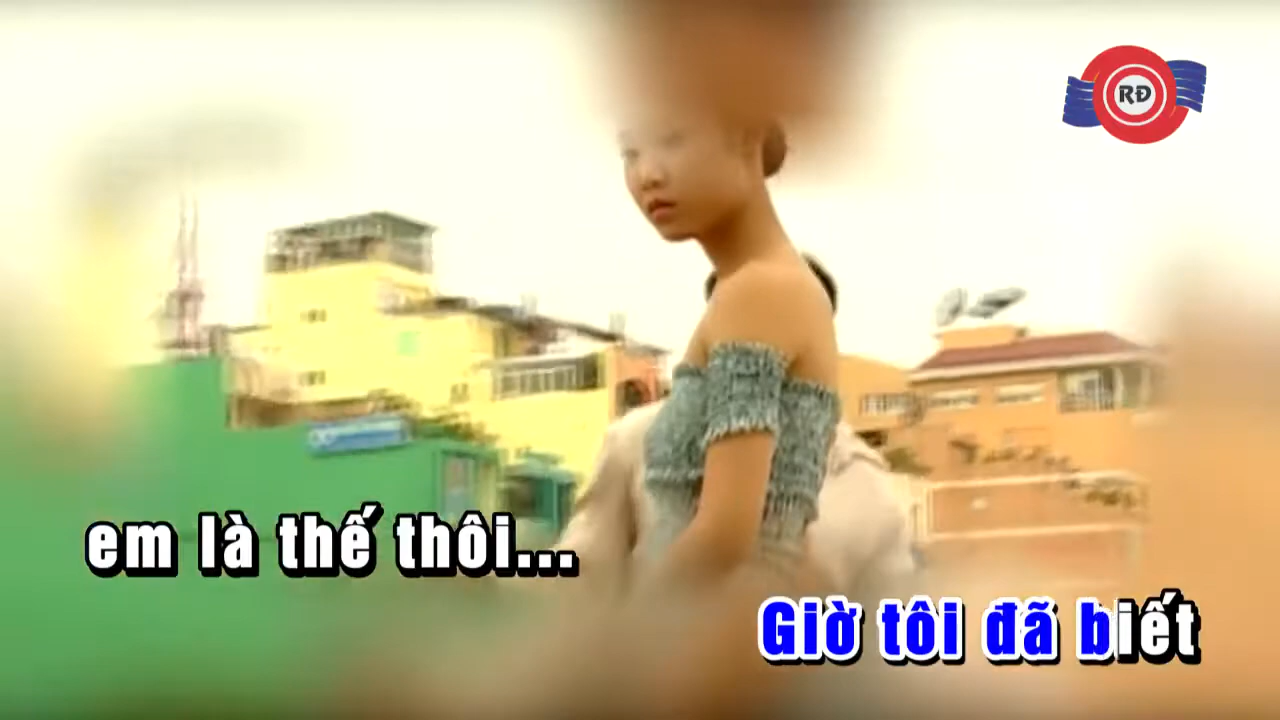 RĐ
em là thế thôi...
Giờ tôi đã biết